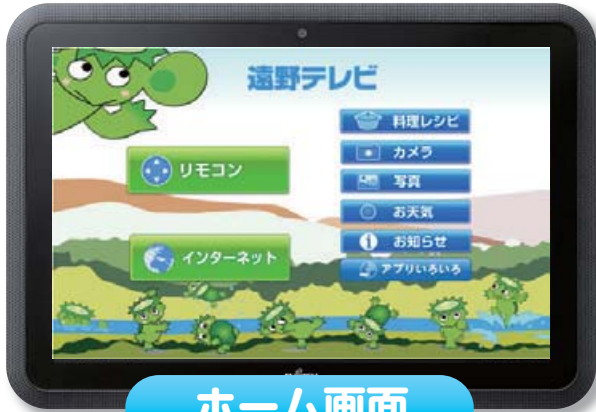 遠野テレビ
料理レシピ
カメラ
リモコン
写真
お天気
お知らせ
インターネット
アプリいろいろ
ホーム画面